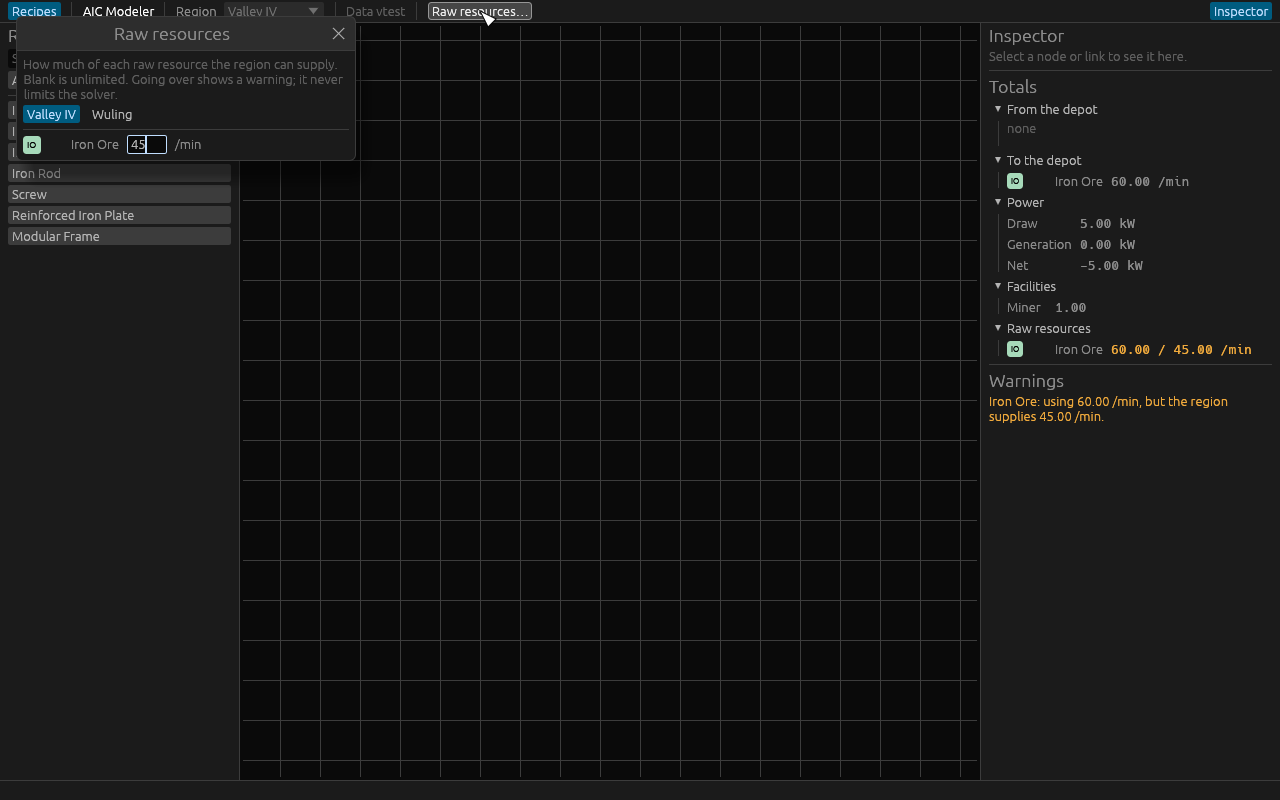 Recipes
AIC Modeler
Region
Valley IV
Data vtest
Raw resources...
Inspector
Raw resources
How much of each raw resource the region can supply.
Blank is unlimited. Going over shows a warning; it never
limits the solver.
Valley IV
Wuling
IO
Iron Ore
45
/min
Iron Rod
Screw
Reinforced Iron Plate
Modular Frame
Inspector
Select a node or link to see it here.
Totals
From the depot
none
To the depot
IO
Iron Ore 60.00 /min
Power
Draw 5.00 kW
Generation 0.00 kW
Net -5.00 kW
Facilities
Miner 1.00
Raw resources
IO
Iron Ore 60.00 / 45.00 /min
Warnings
Iron Ore: using 60.00 /min, but the region
supplies 45.00 /min.